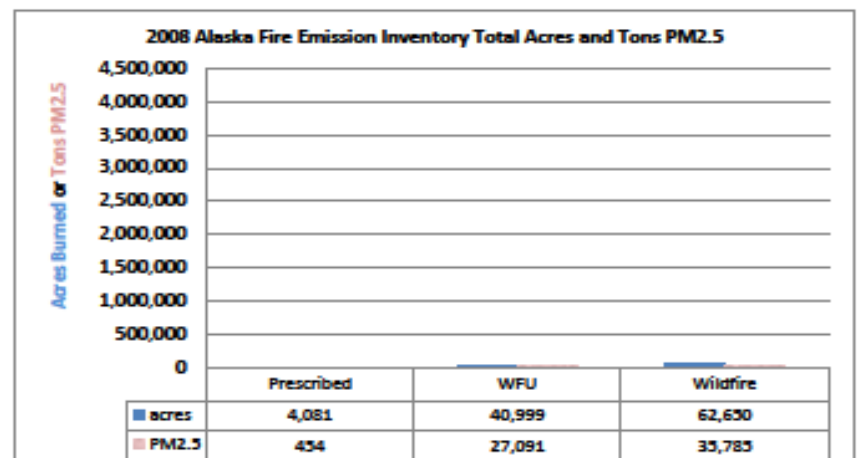 2008 Alaska Fire Emission Inventory Total Acres and Tons PM2.5
Acres Burned or Tons PM2.5
4,500,000
4,000,000
3,500,000
3,000,000
2,500,000
2,000,000
1,500,000
1,000,000
500,000
0
Prescribed WFU Wildfire
acres 4,081 40,999 62,650
PM2.5 454 27,091 35,785